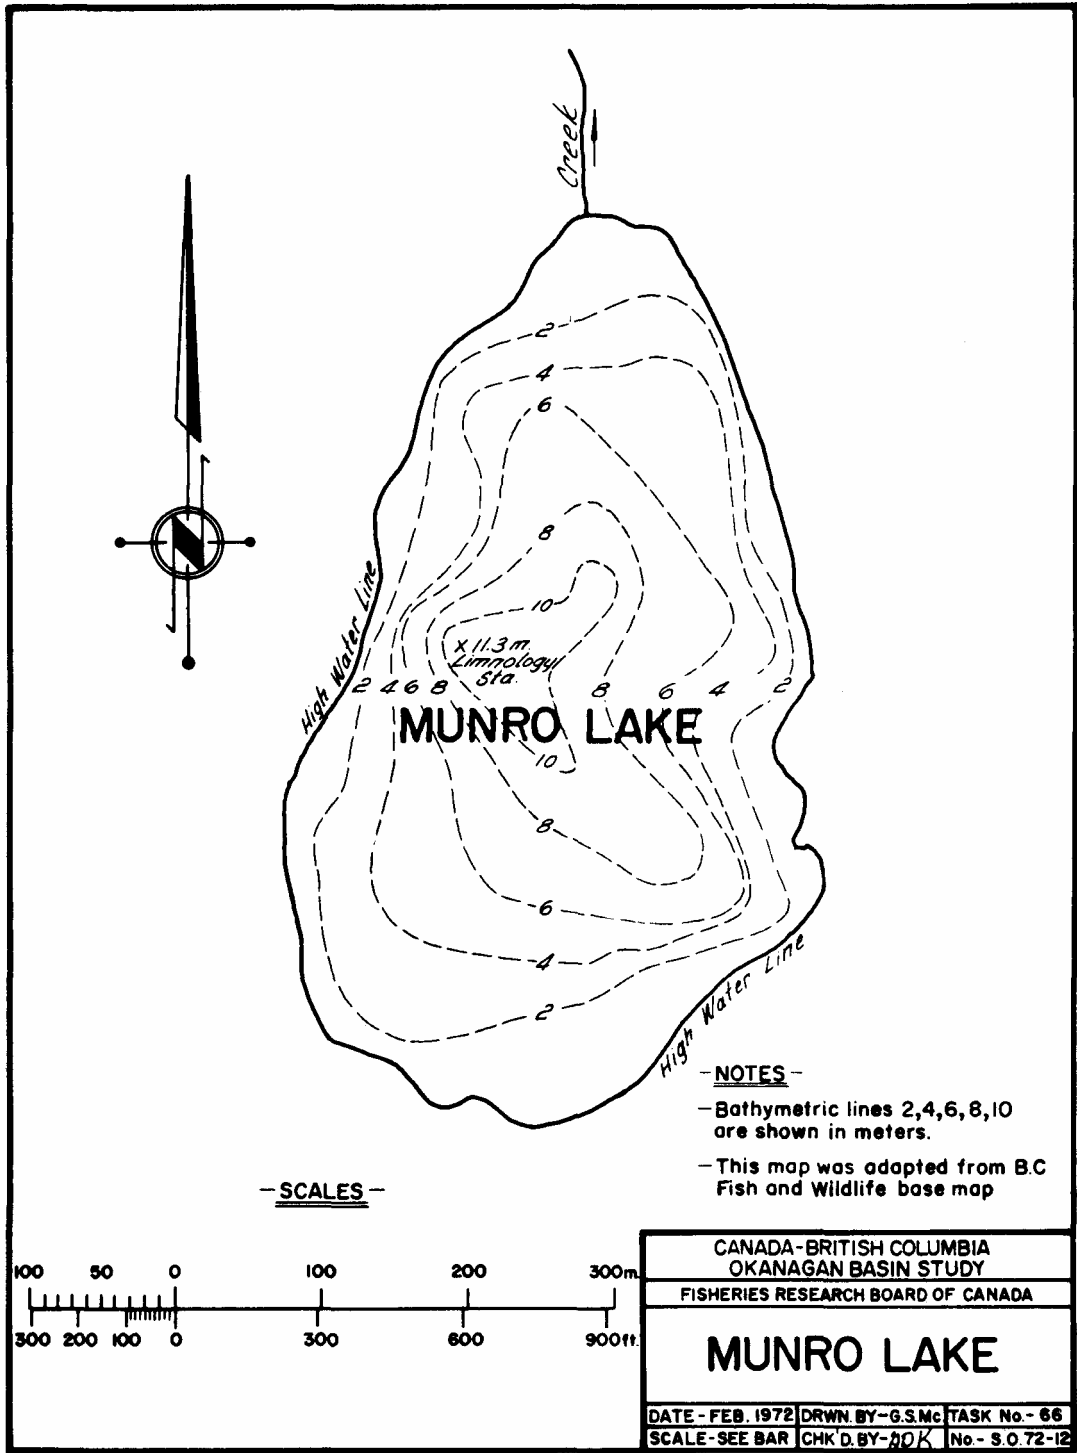 Creek
2
4
6
8
10
High Water Line
x 11.3 m.
Limnology
Sta.
2 4 6 8 8 6 4 2
MUNRO LAKE
10
8
6
4
2
High Water Line
N
-NOTES-
-Bathymetric lines 2,4,6,8,10
are shown in meters.
-This map was adapted from B.C
Fish and Wildlife base map
-SCALES-
100 50 0 100 200 300m.
300 200 100 0 300 600 900ft.
CANADA-BRITISH COLUMBIA
OKANAGAN BASIN STUDY
FISHERIES RESEARCH BOARD OF CANADA
MUNRO LAKE
DATE-FEB. 1972 DRWN. BY-G.S.Mc. TASK No.-66
SCALE-SEE BAR CHK'D. BY- No.-S.O.72-12